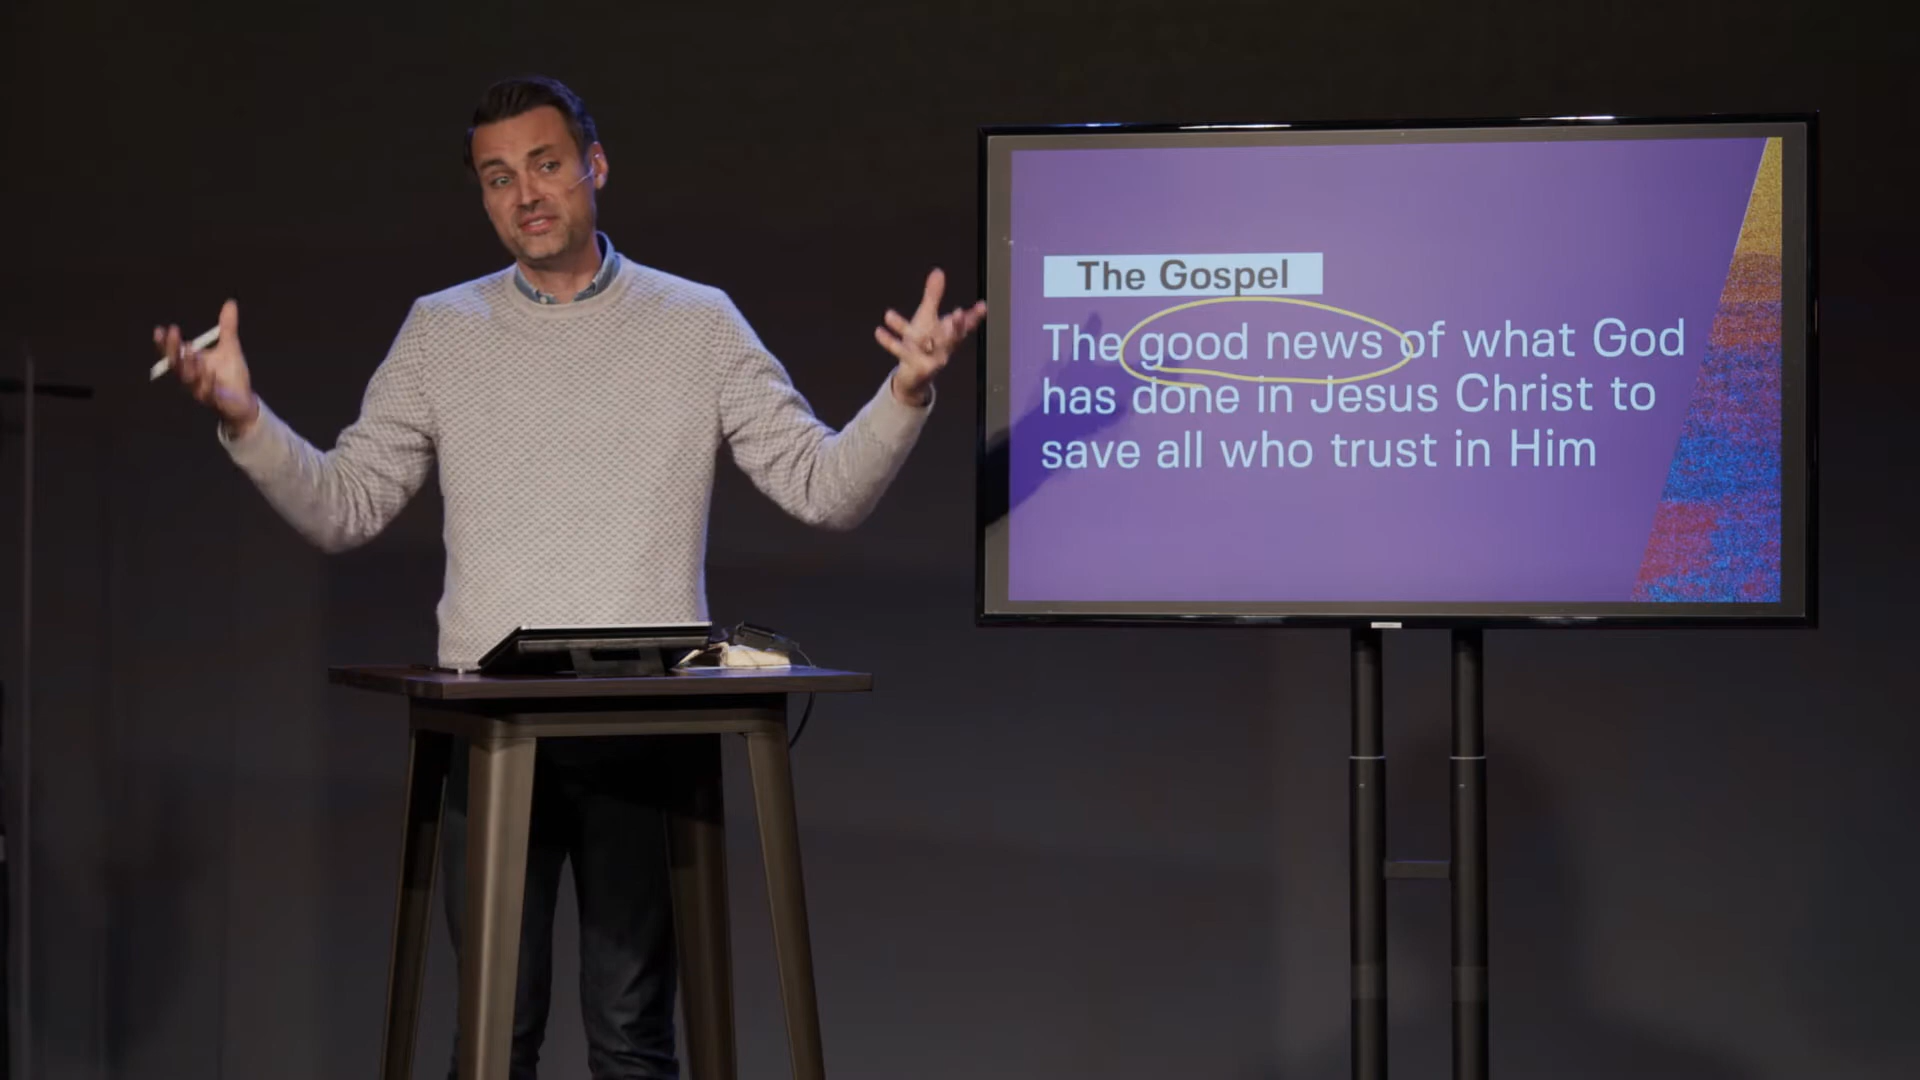 The Gospel
The good news of what God
has done in Jesus Christ to
save all who trust in Him